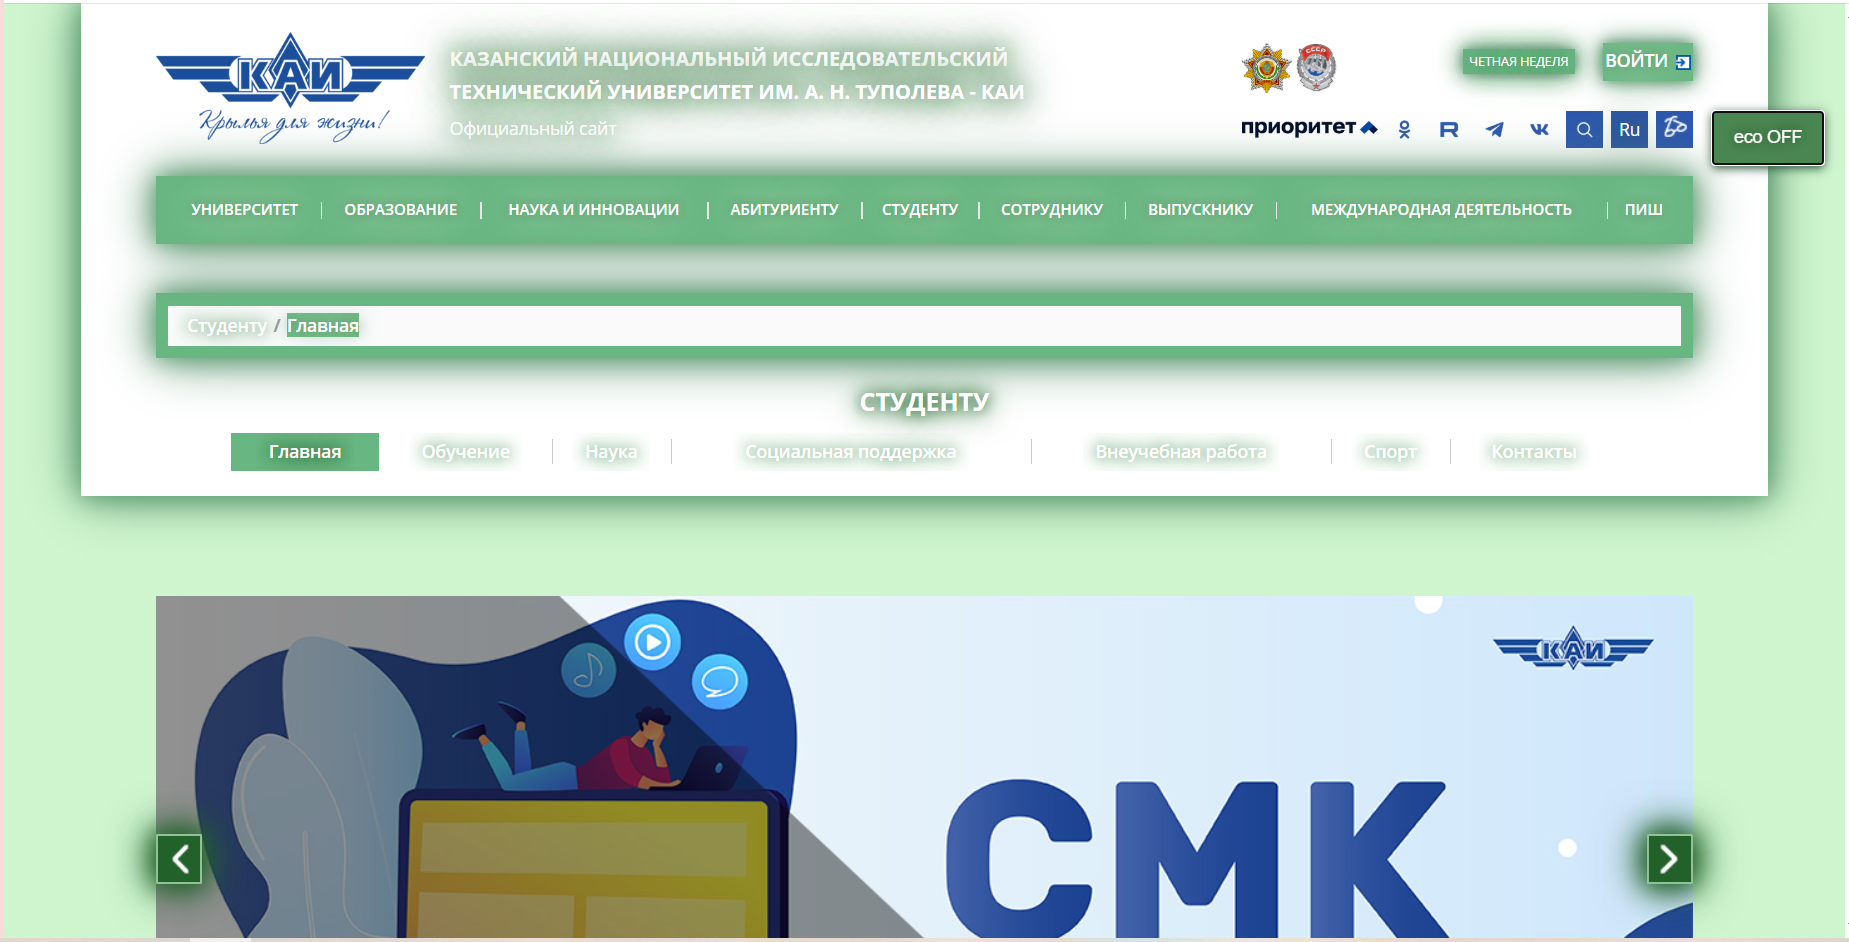 КАИ
Крылья для жизни!
КАЗАНСКИЙ НАЦИОНАЛЬНЫЙ ИССЛЕДОВАТЕЛЬСКИЙ
ТЕХНИЧЕСКИЙ УНИВЕРСИТЕТ ИМ. А. Н. ТУПОЛЕВА - КАИ
Официальный сайт
СССР
ЧЕТНАЯ НЕДЕЛЯ
ВОЙТИ
приоритет
Ru
eco OFF
УНИВЕРСИТЕТ | ОБРАЗОВАНИЕ | НАУКА И ИННОВАЦИИ | АБИТУРИЕНТУ | СТУДЕНТУ | СОТРУДНИКУ | ВЫПУСКНИКУ | МЕЖДУНАРОДНАЯ ДЕЯТЕЛЬНОСТЬ | ПИШ
Студенту / Главная
СТУДЕНТУ
Главная Обучение | Наука | Социальная поддержка | Внеучебная работа | Спорт | Контакты
КАИ
СМК